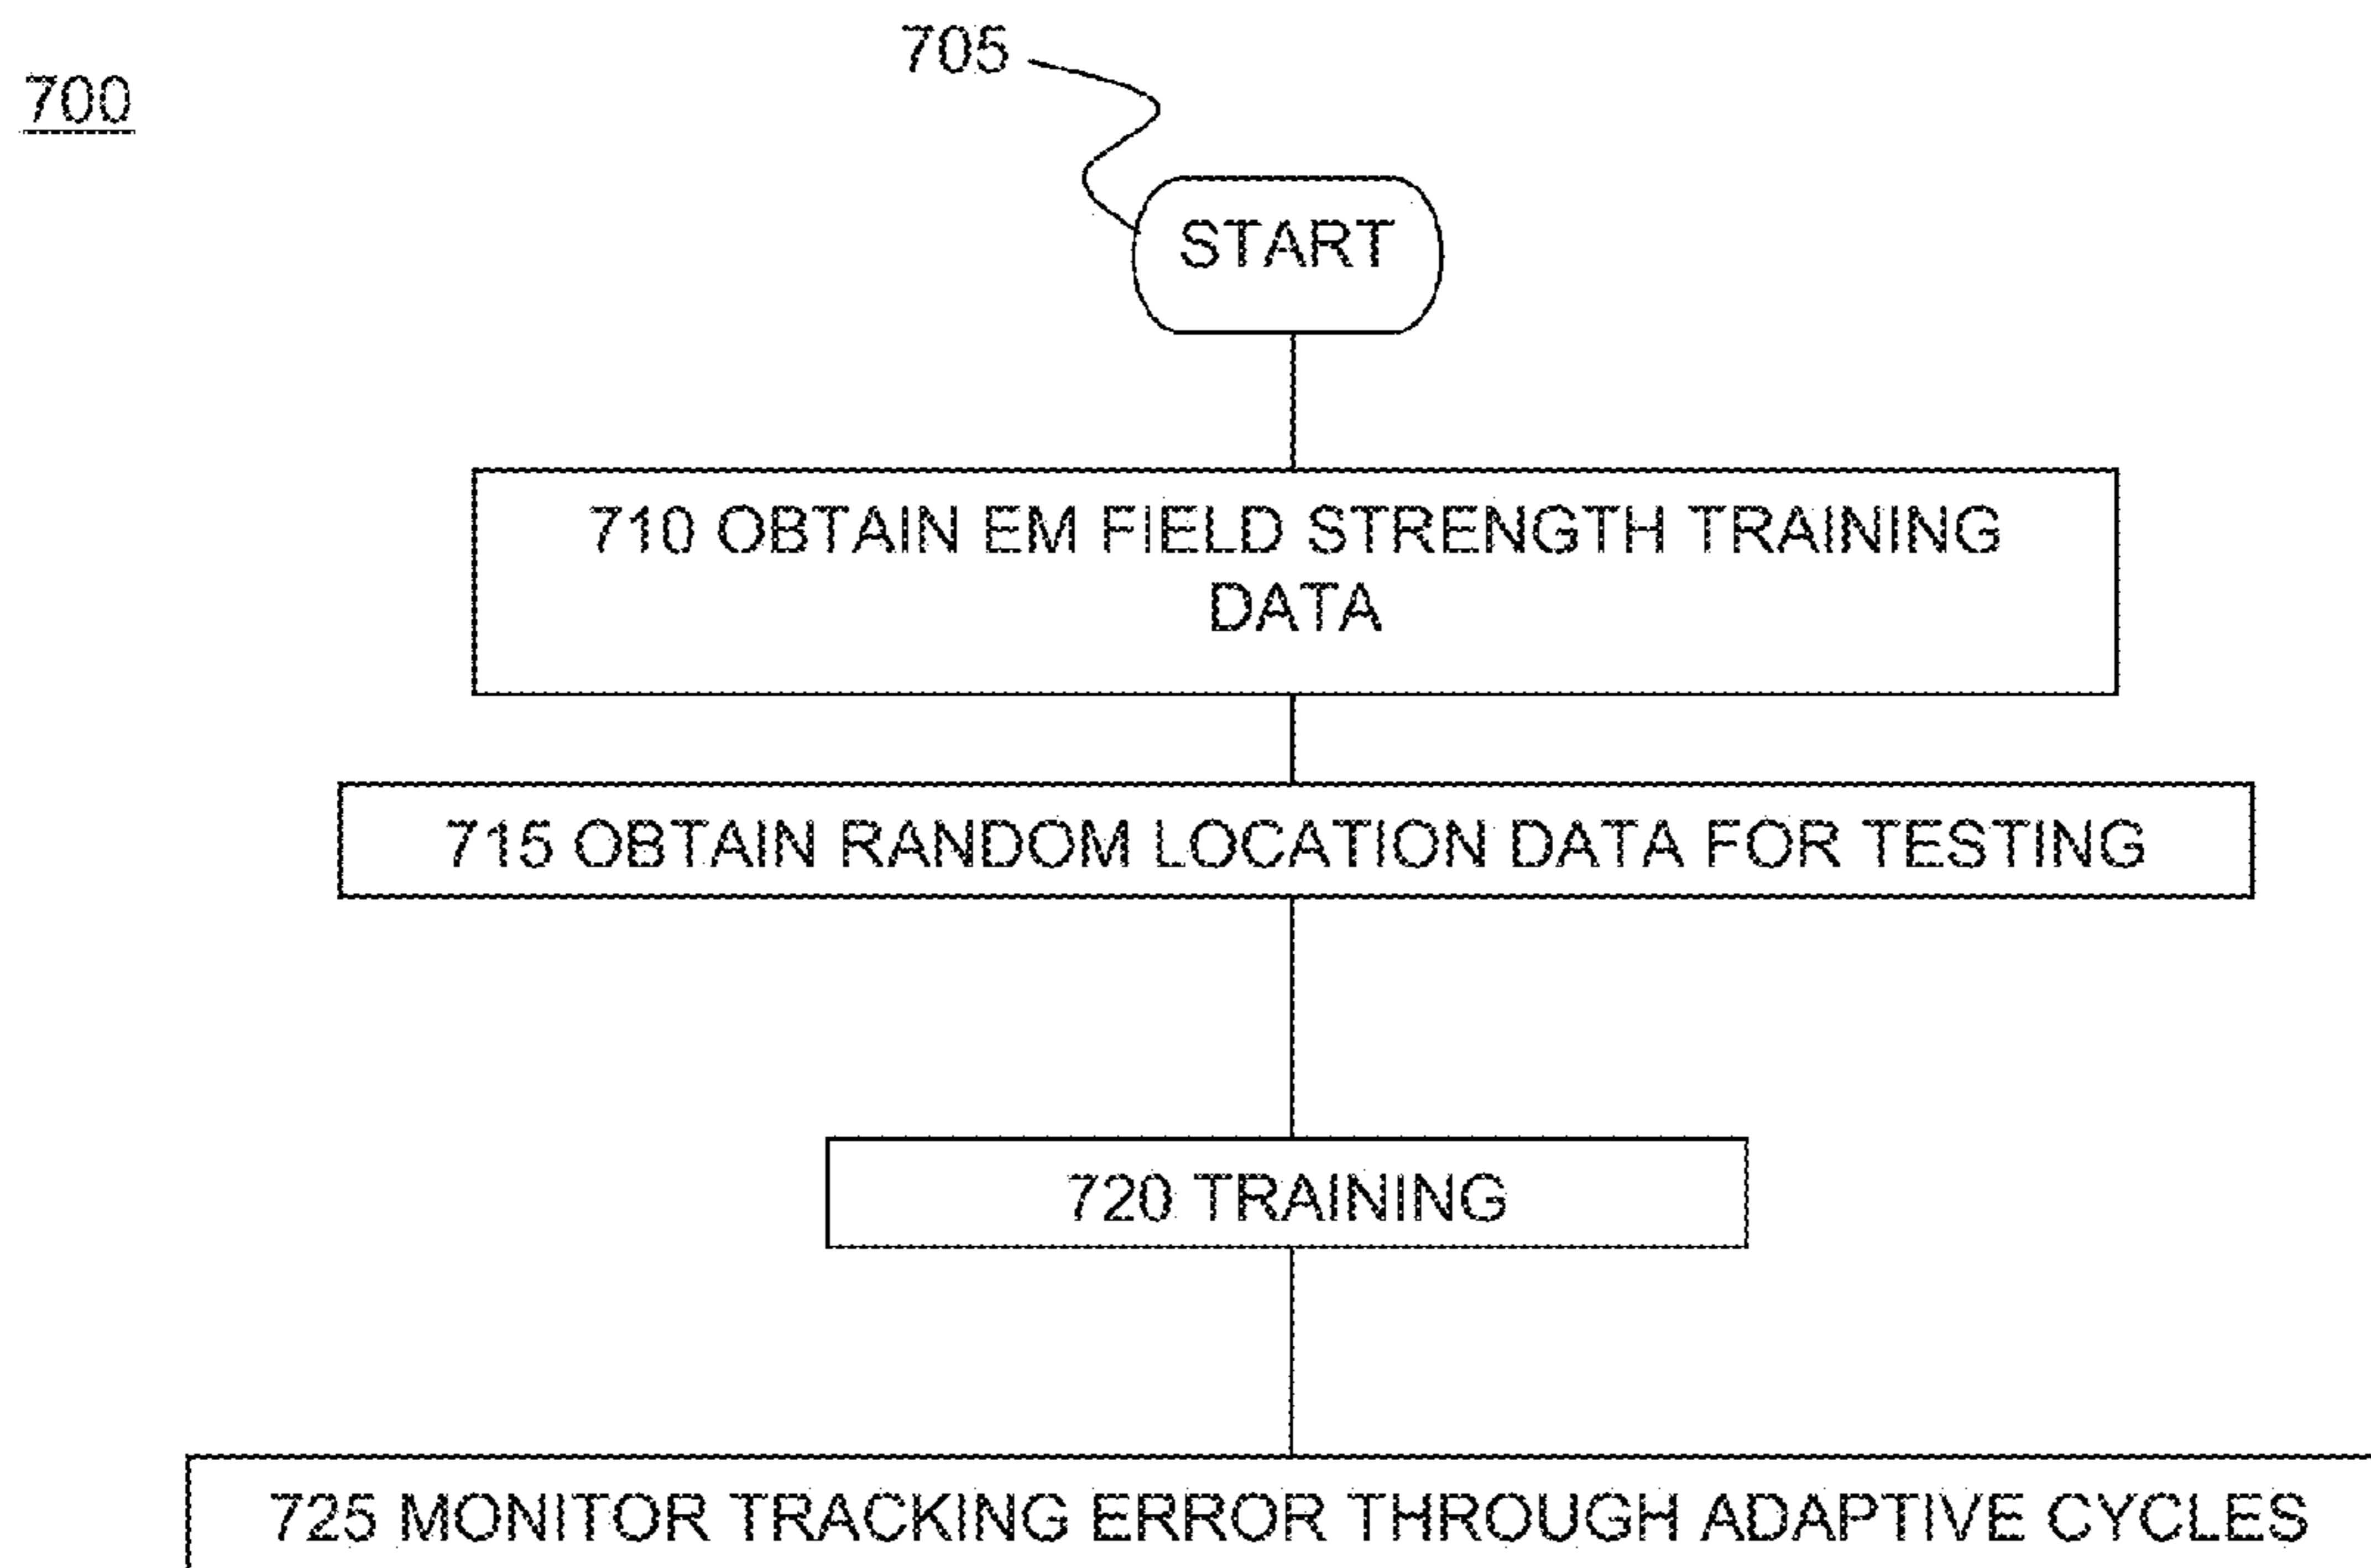 705
700
START
710 OBTAIN EM FIELD STRENGTH TRAINING
DATA
715 OBTAIN RANDOM LOCATION DATA FOR TESTING
720 TRAINING
725 MONITOR TRACKING ERROR THROUGH ADAPTIVE CYCLES